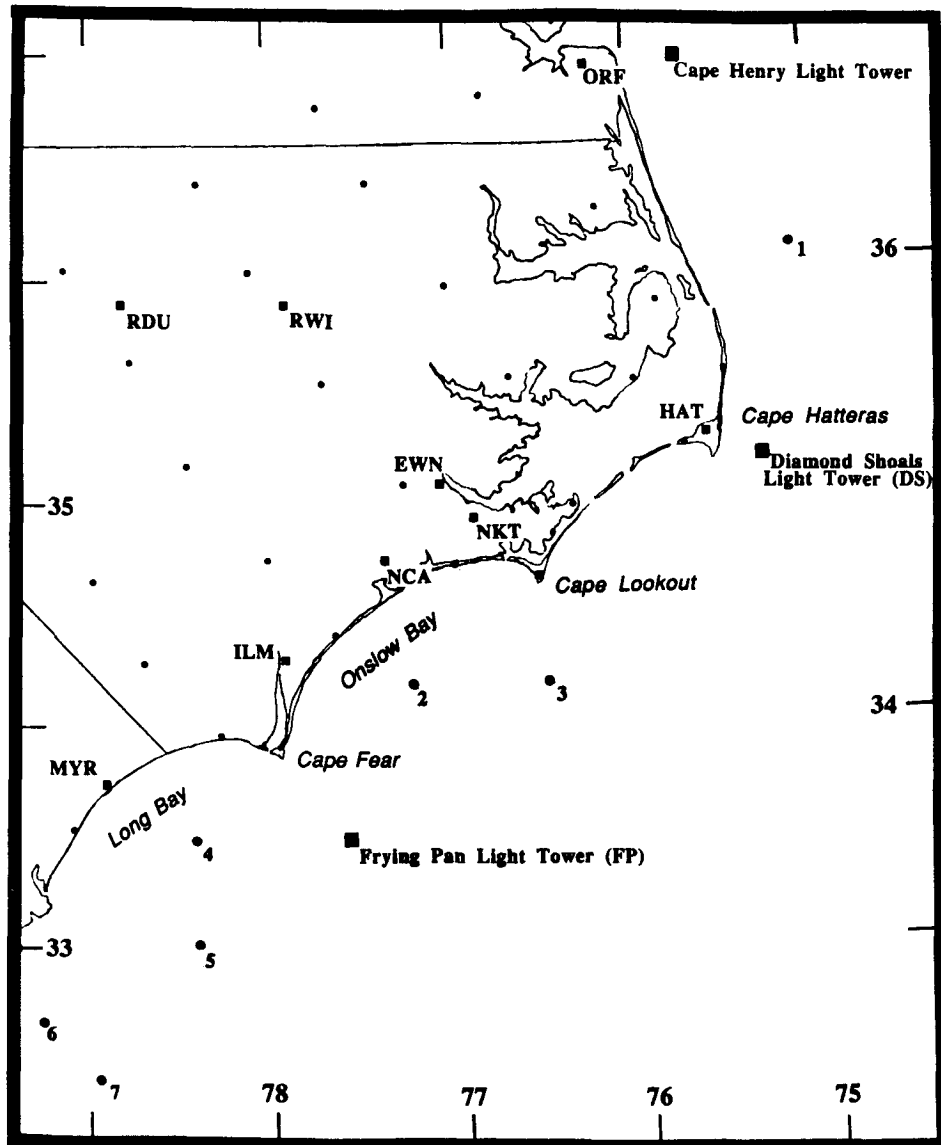 ORF
Cape Henry Light Tower
1
36
RDU
RWI
HAT
Cape Hatteras
Diamond Shoals
Light Tower (DS)
EWN
35
NKT
NCA
Cape Lookout
ILM
Onslow Bay
2
3
34
Cape Fear
MYR
Long Bay
4
Frying Pan Light Tower (FP)
33
5
6
7
78
77
76
75